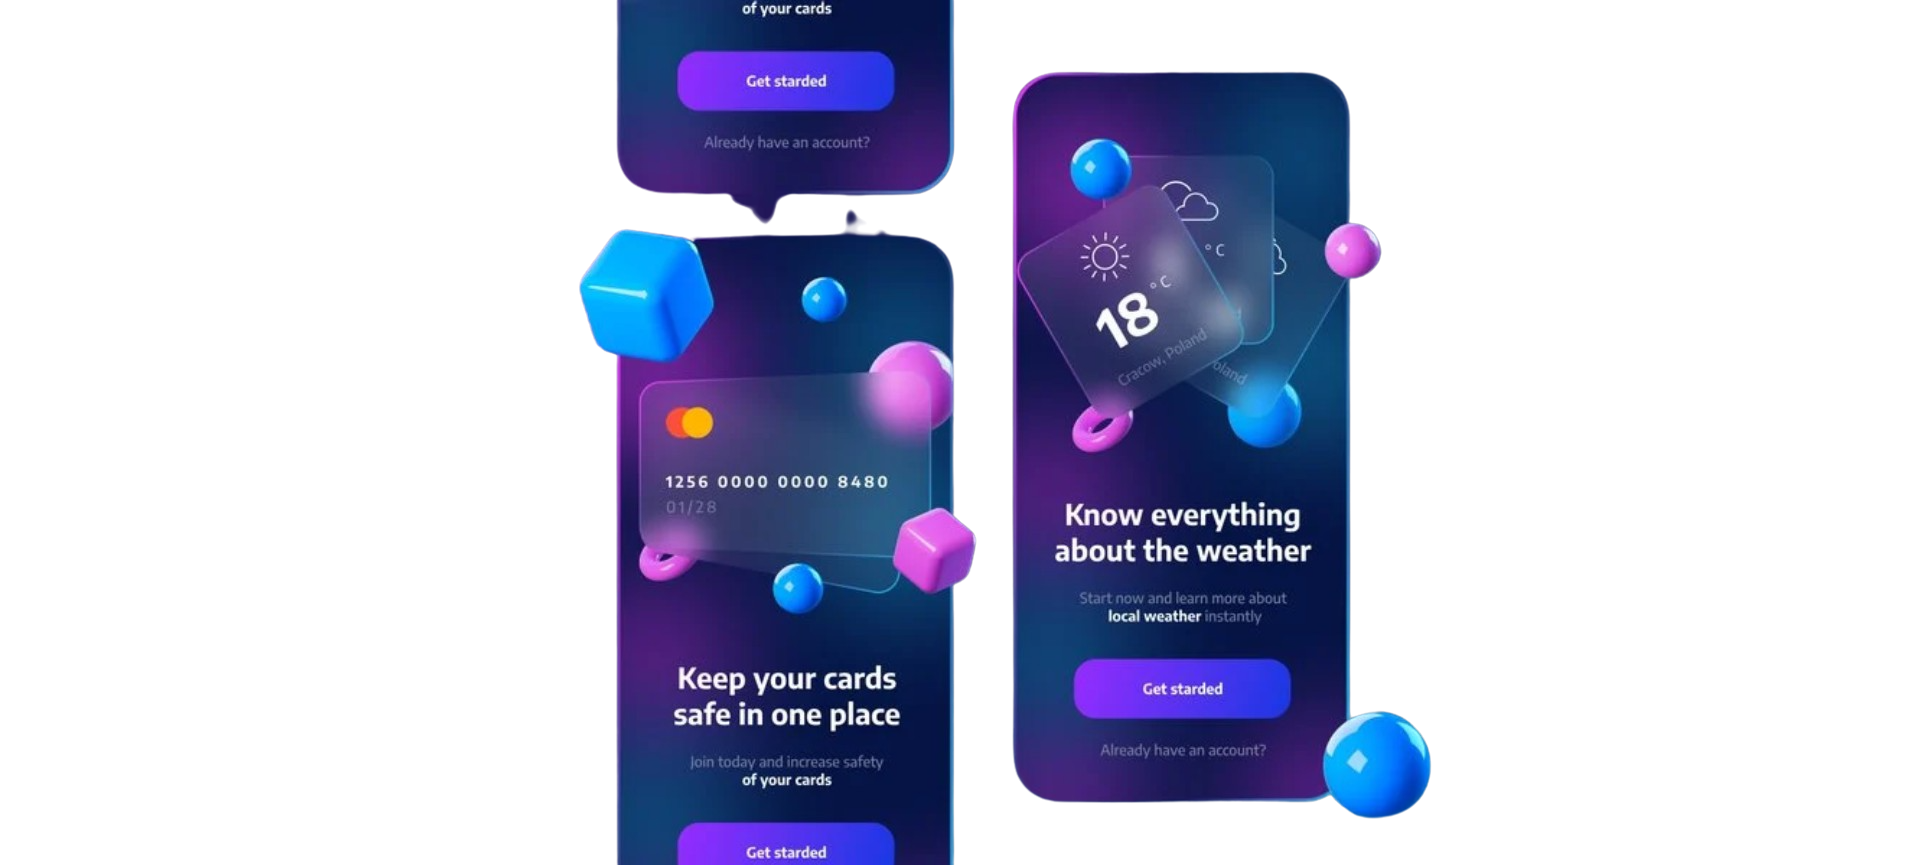 of your cards
Get starded
Already have an account?
1256 0000 0000 8480
01/28
Keep your cards
safe in one place
Join today and increase safety
of your cards
Get starded
° C
18 ° C
Cracow, Poland
oland
Know everything
about the weather
Start now and learn more about
local weather instantly
Get starded
Already have an account?